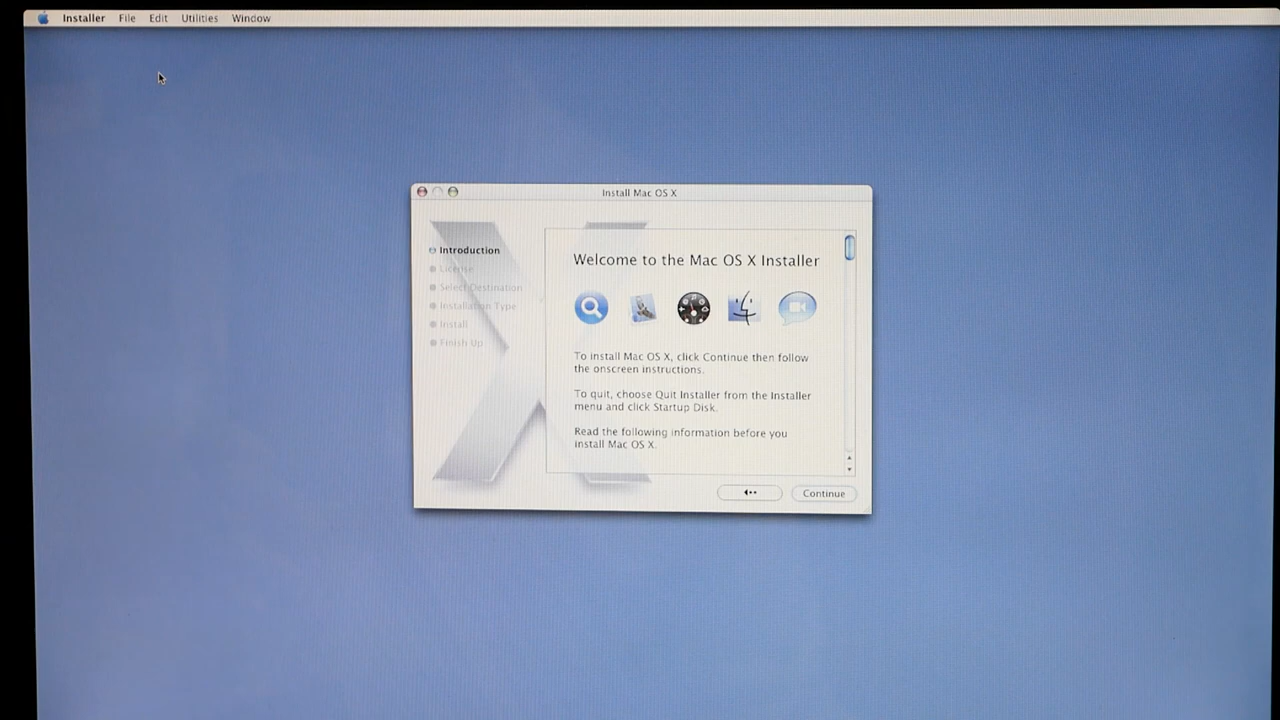 Installer File Edit Utilities Window
Install Mac OS X
Introduction
License
Select Destination
Installation Type
Install
Finish Up
Welcome to the Mac OS X Installer
To install Mac OS X, click Continue then follow
the onscreen instructions.
To quit, choose Quit Installer from the Installer
menu and click Startup Disk.
Read the following information before you
install Mac OS X.
Continue